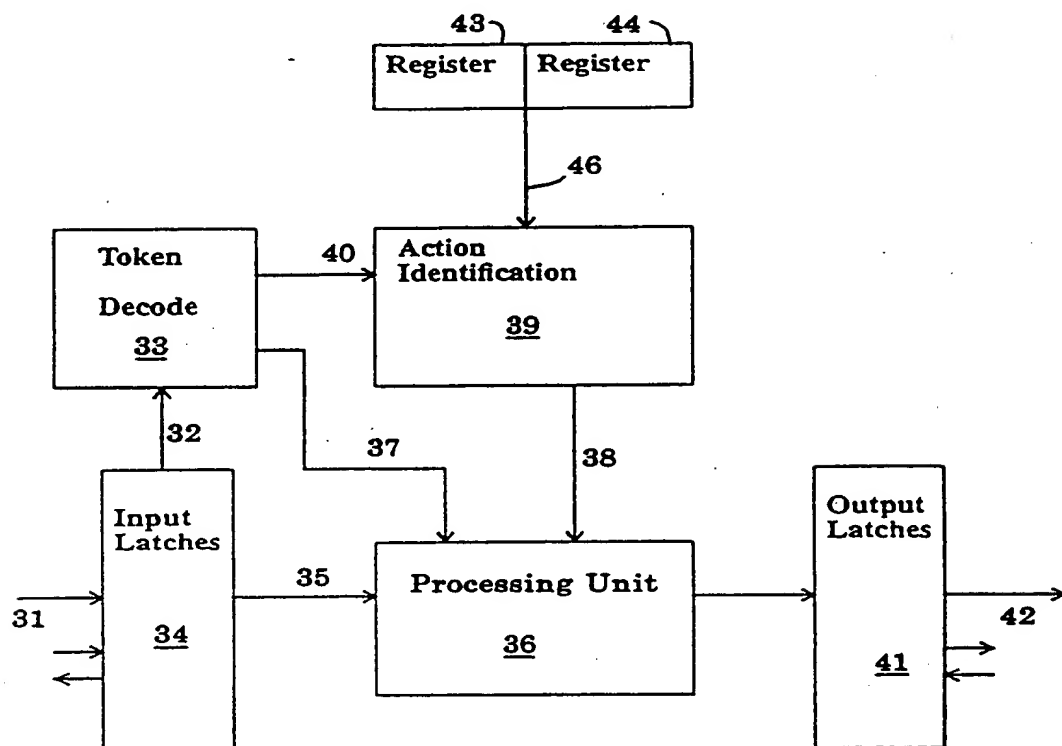 43
44
Register
Register
46
Token
Decode
33
40
Action
Identification
39
32
37
38
Input
Latches
34
31
35
Processing Unit
36
Output
Latches
41
42